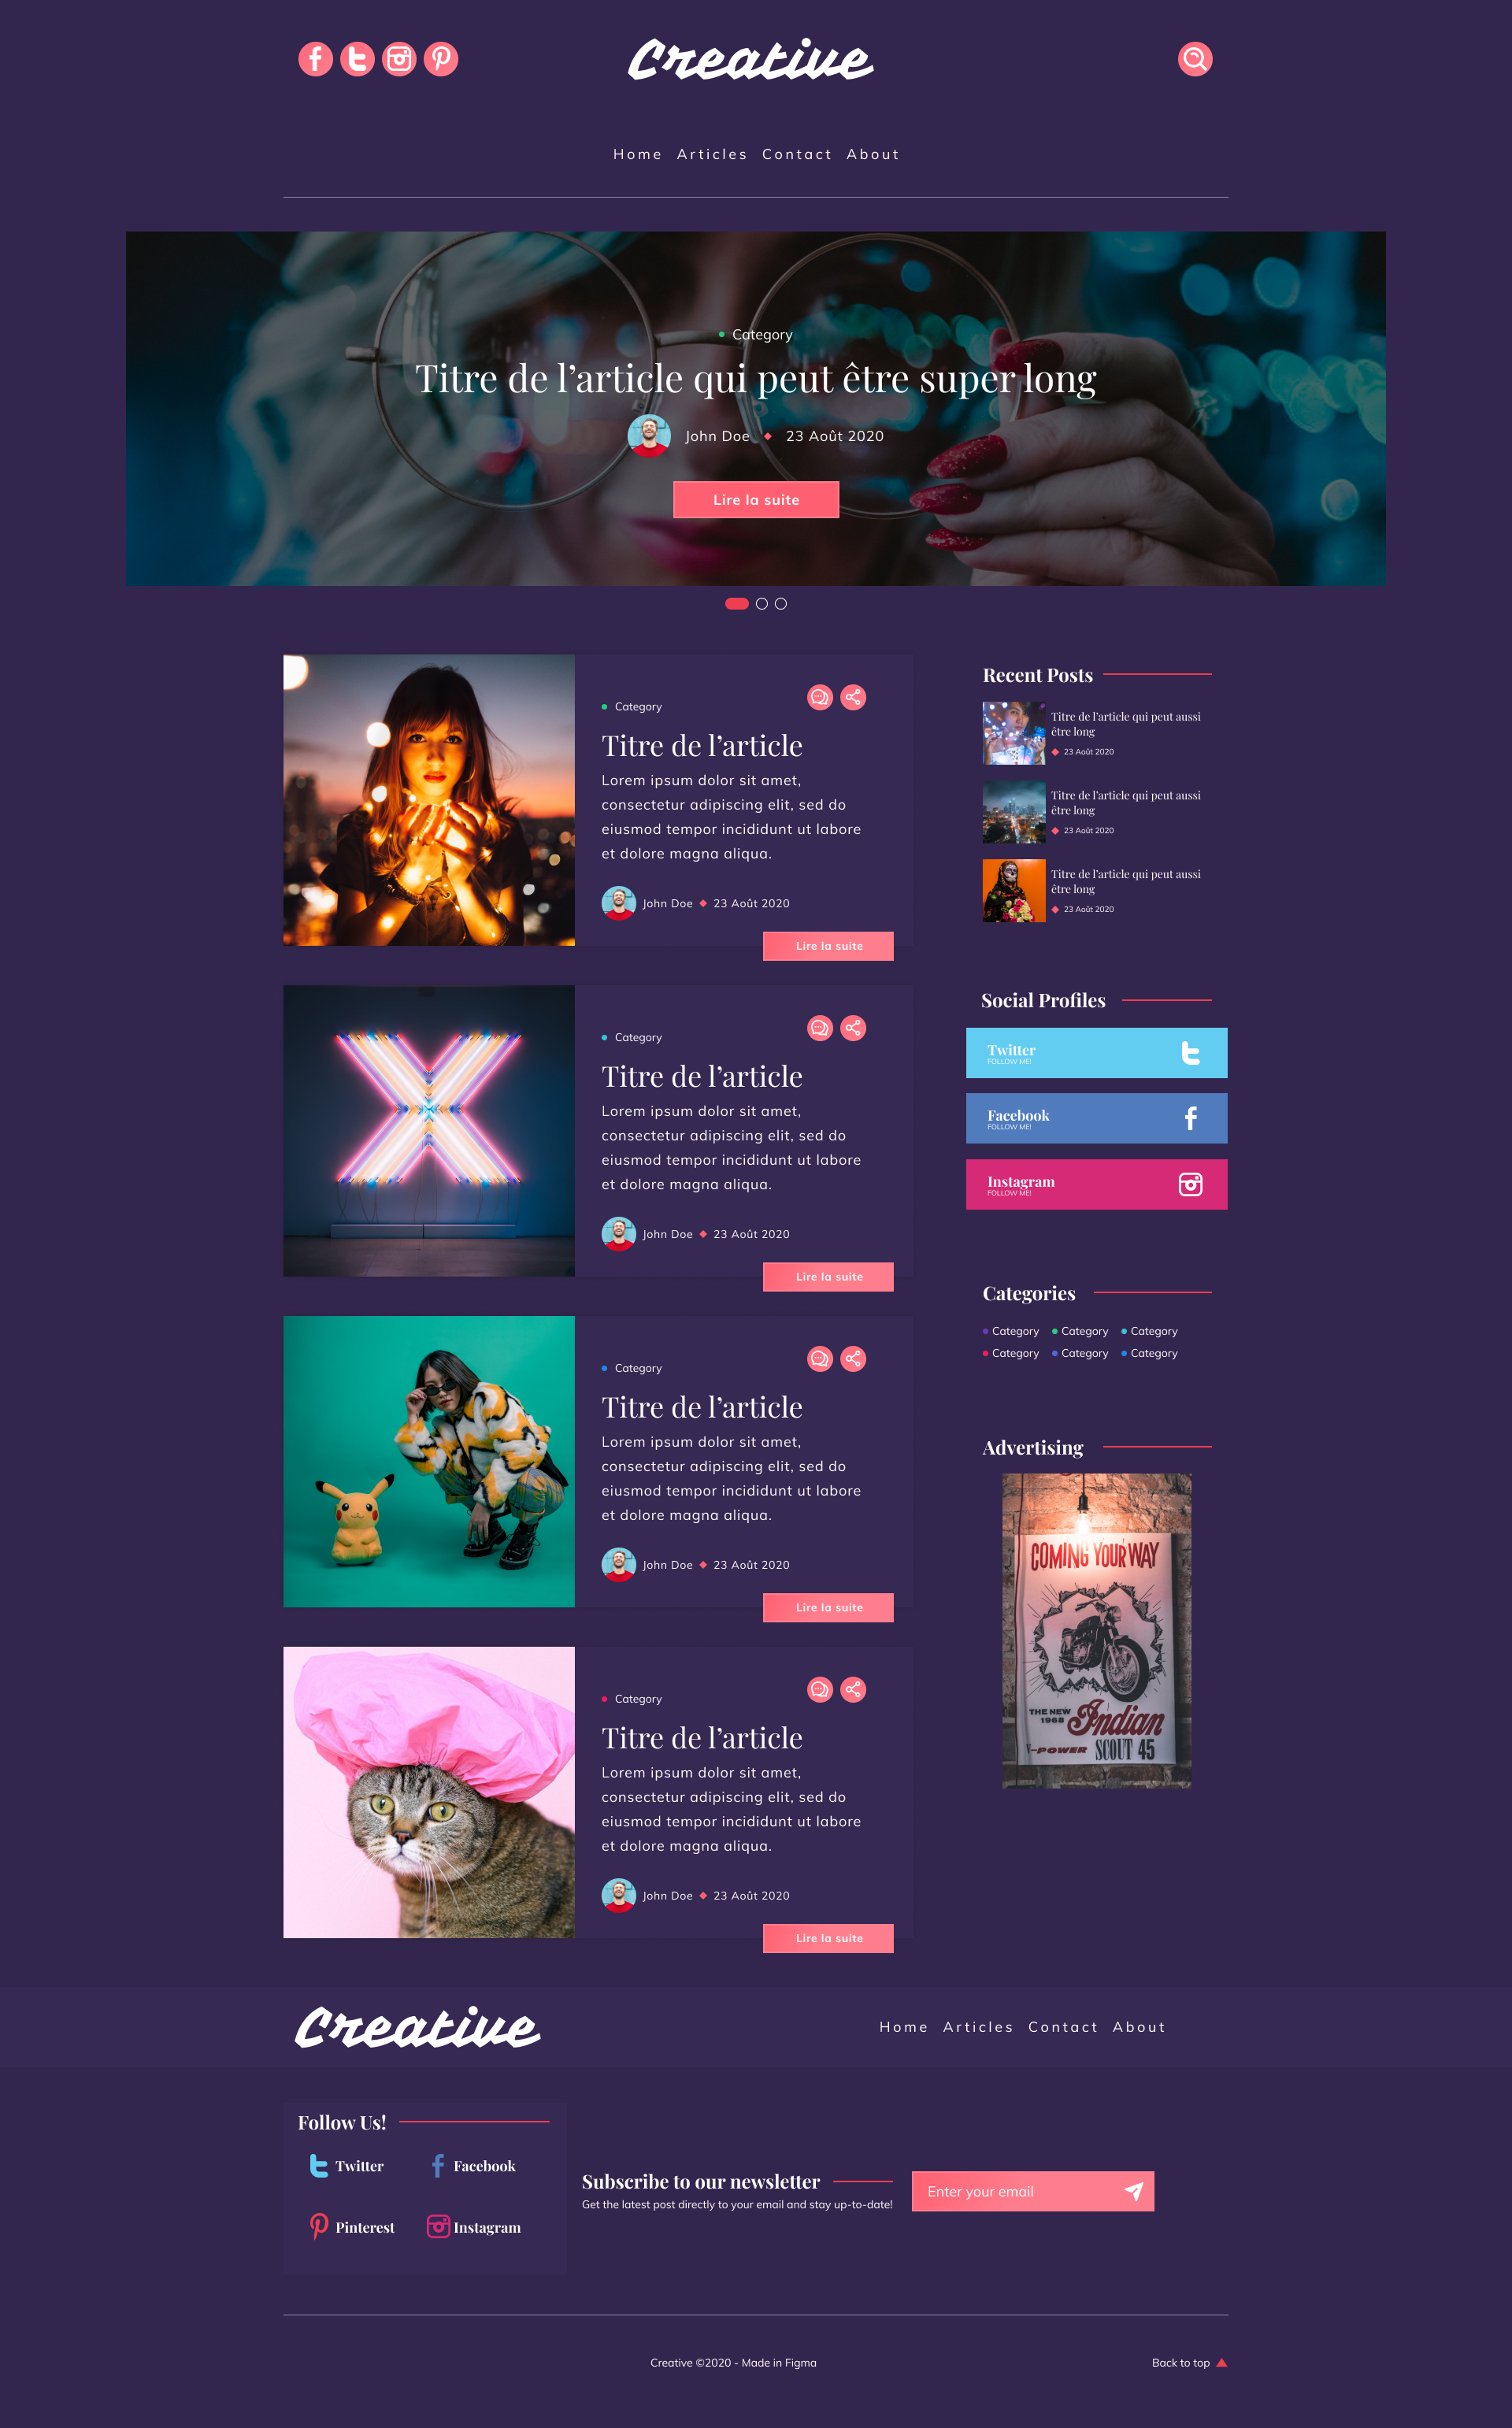 Creative
Home Articles Contact About
Category
Titre de l’article qui peut être super long
John Doe 23 Août 2020
Lire la suite
Category
Titre de l’article
Lorem ipsum dolor sit amet,
consectetur adipiscing elit, sed do
eiusmod tempor incididunt ut labore
et dolore magna aliqua.
John Doe 23 Août 2020
Lire la suite
Category
Titre de l’article
Lorem ipsum dolor sit amet,
consectetur adipiscing elit, sed do
eiusmod tempor incididunt ut labore
et dolore magna aliqua.
John Doe 23 Août 2020
Lire la suite
Category
Titre de l’article
Lorem ipsum dolor sit amet,
consectetur adipiscing elit, sed do
eiusmod tempor incididunt ut labore
et dolore magna aliqua.
John Doe 23 Août 2020
Lire la suite
Category
Titre de l’article
Lorem ipsum dolor sit amet,
consectetur adipiscing elit, sed do
eiusmod tempor incididunt ut labore
et dolore magna aliqua.
John Doe 23 Août 2020
Lire la suite
Recent Posts
Titre de l’article qui peut aussi
être long
23 Août 2020
Titre de l’article qui peut aussi
être long
23 Août 2020
Titre de l’article qui peut aussi
être long
23 Août 2020
Social Profiles
Twitter
FOLLOW ME!
Facebook
FOLLOW ME!
Instagram
FOLLOW ME!
Categories
Category Category Category
Category Category Category
Advertising
COMING YOUR WAY
THE NEW
1968 Indian
V-POWER SCOUT 45
Creative
Home Articles Contact About
Follow Us!
Twitter Facebook
Pinterest Instagram
Subscribe to our newsletter
Get the latest post directly to your email and stay up-to-date!
Enter your email
Creative ©2020 - Made in Figma
Back to top